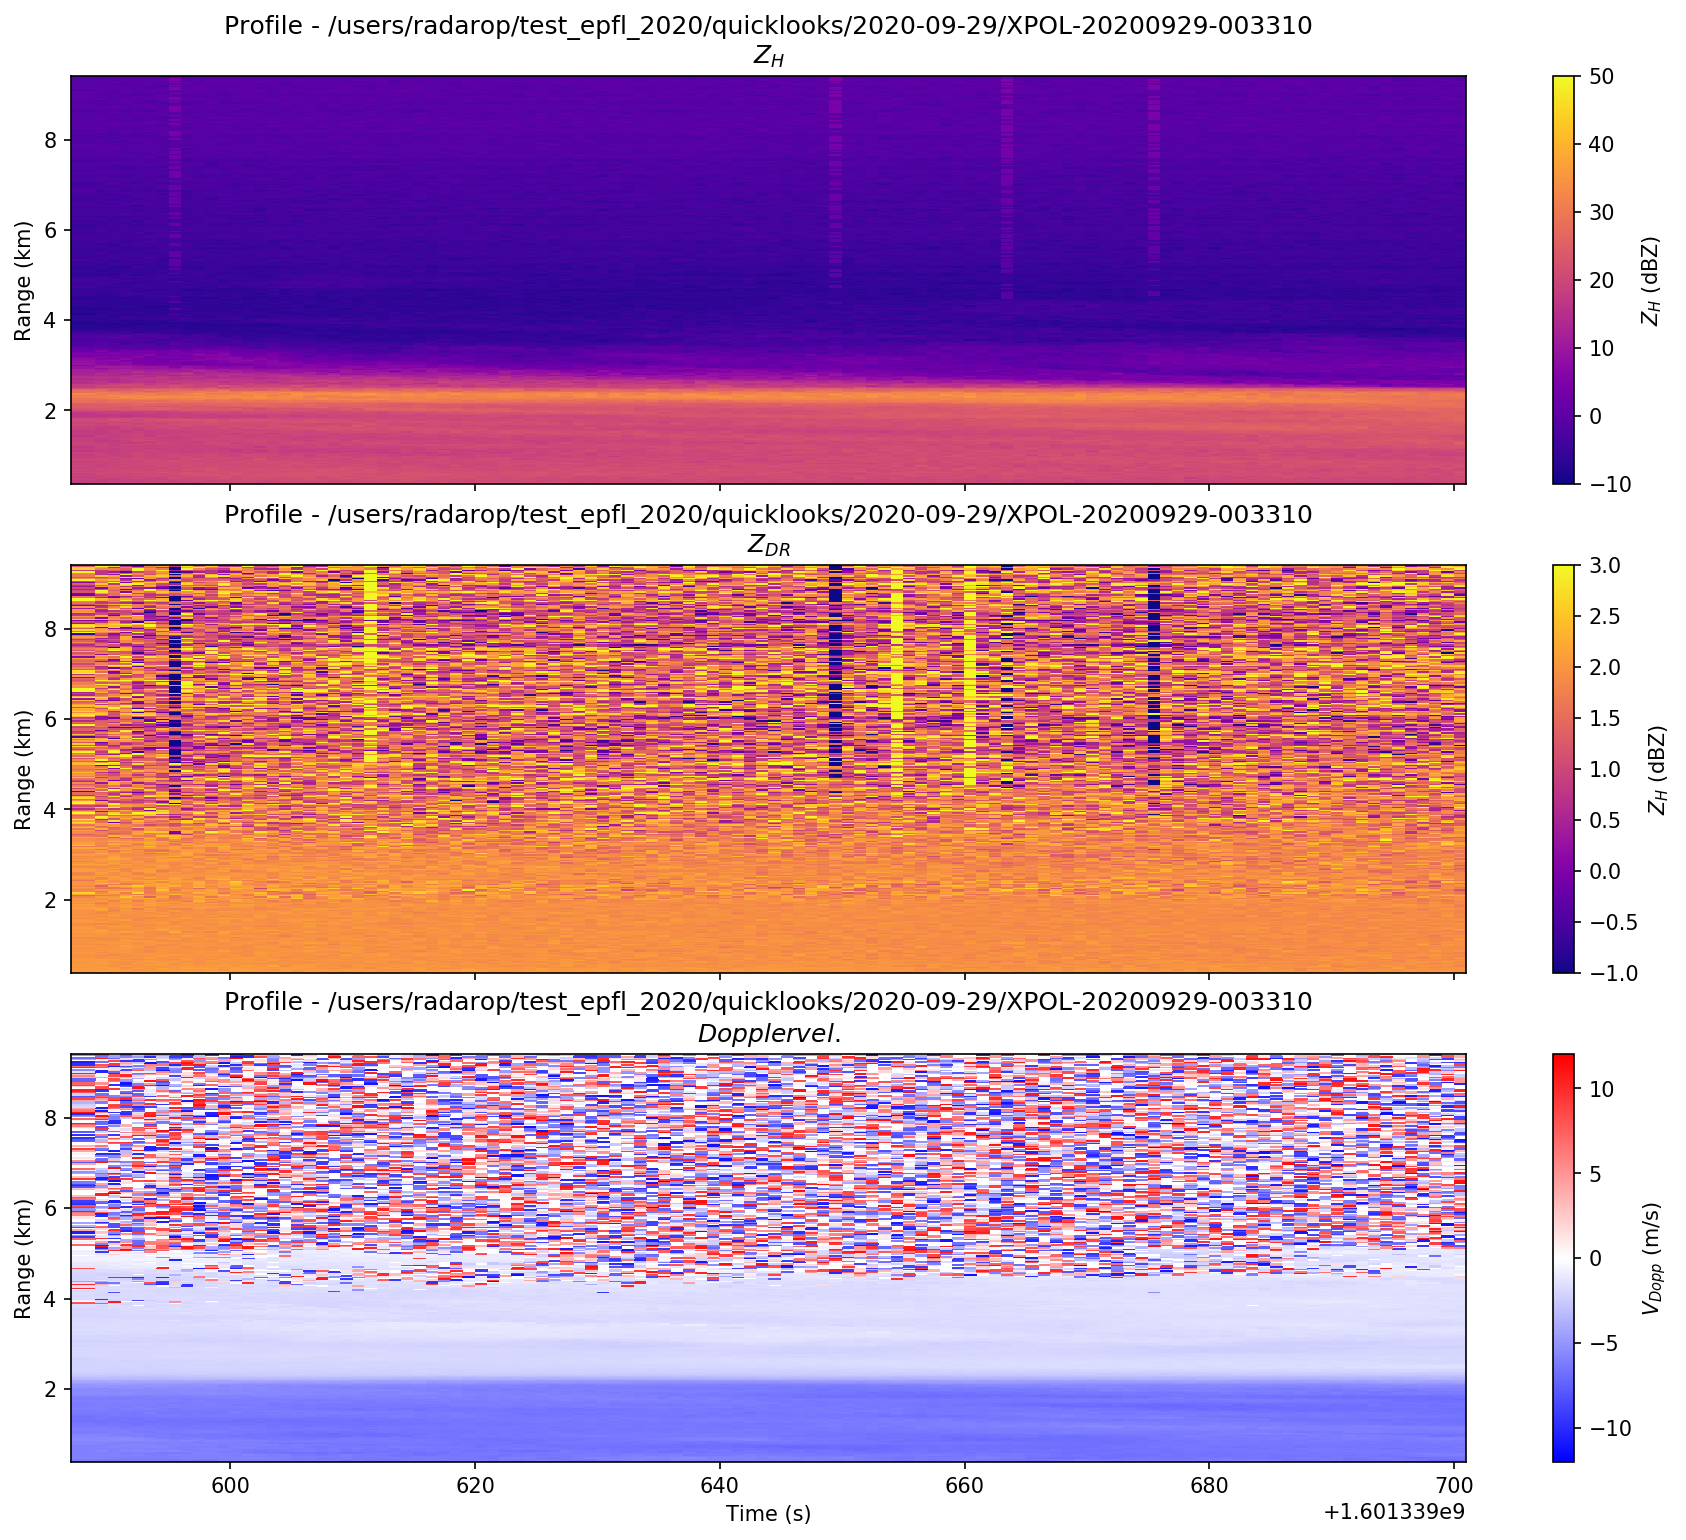 Profile - /users/radarop/test_epfl_2020/quicklooks/2020-09-29/XPOL-20200929-003310
Z_H
8
6
4
2
Range (km)
50
40
30
20
10
0
−10
Z_H (dBZ)
Profile - /users/radarop/test_epfl_2020/quicklooks/2020-09-29/XPOL-20200929-003310
Z_DR
8
6
4
2
Range (km)
3.0
2.5
2.0
1.5
1.0
0.5
0.0
−0.5
−1.0
Z_H (dBZ)
Profile - /users/radarop/test_epfl_2020/quicklooks/2020-09-29/XPOL-20200929-003310
Dopplervel.
8
6
4
2
Range (km)
10
5
0
−5
−10
V_Dopp (m/s)
600 620 640 660 680 700
Time (s)
+1.601339e9